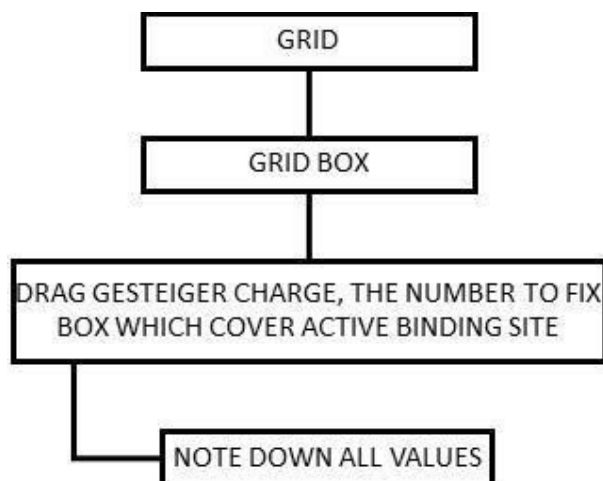 GRID
GRID BOX
DRAG GESTEIGER CHARGE, THE NUMBER TO FIX
BOX WHICH COVER ACTIVE BINDING SITE
NOTE DOWN ALL VALUES